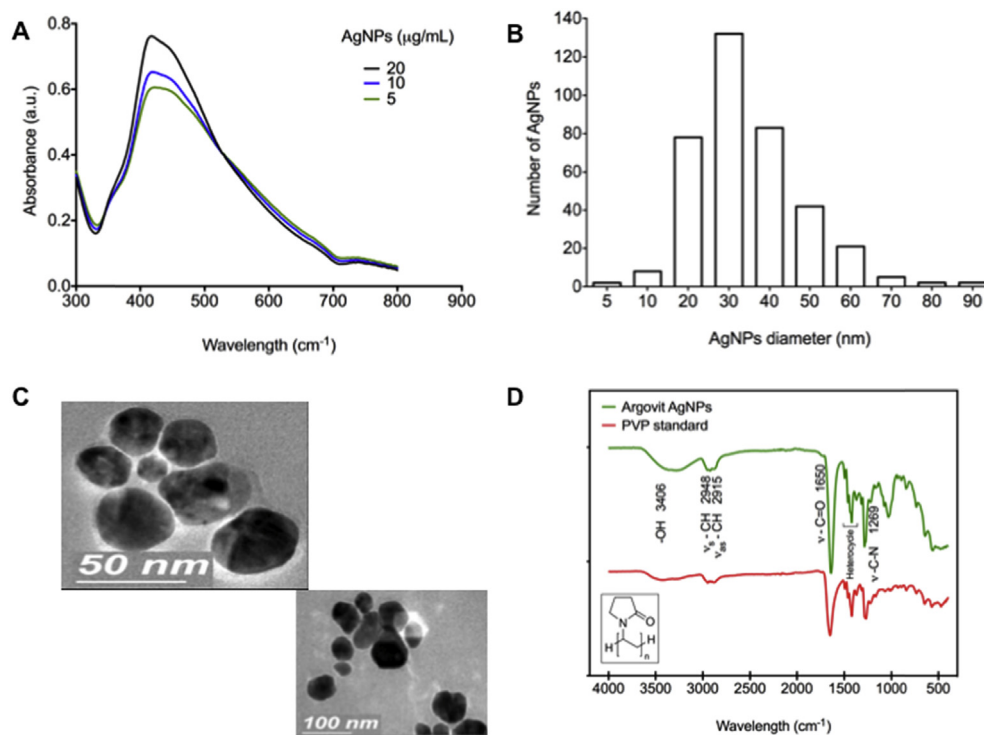 A
AgNPs (µg/mL)
20
10
5
0.8
0.6
0.4
0.2
0.0
Absorbance (a.u.)
300 400 500 600 700 800 900
Wavelength (cm⁻¹)
B
140
120
100
80
60
40
20
0
Number of AgNPs
5 10 20 30 40 50 60 70 80 90
AgNPs diameter (nm)
C
50 nm
100 nm
D
Argovit AgNPs
PVP standard
-OH 3406
νs - CH 2948
νas - CH 2915
ν - C=O 1650
Heterocycle
ν -C-N 1269
N
O
H
H
n
4000 3500 3000 2500 2000 1500 1000 500
Wavelength (cm⁻¹)